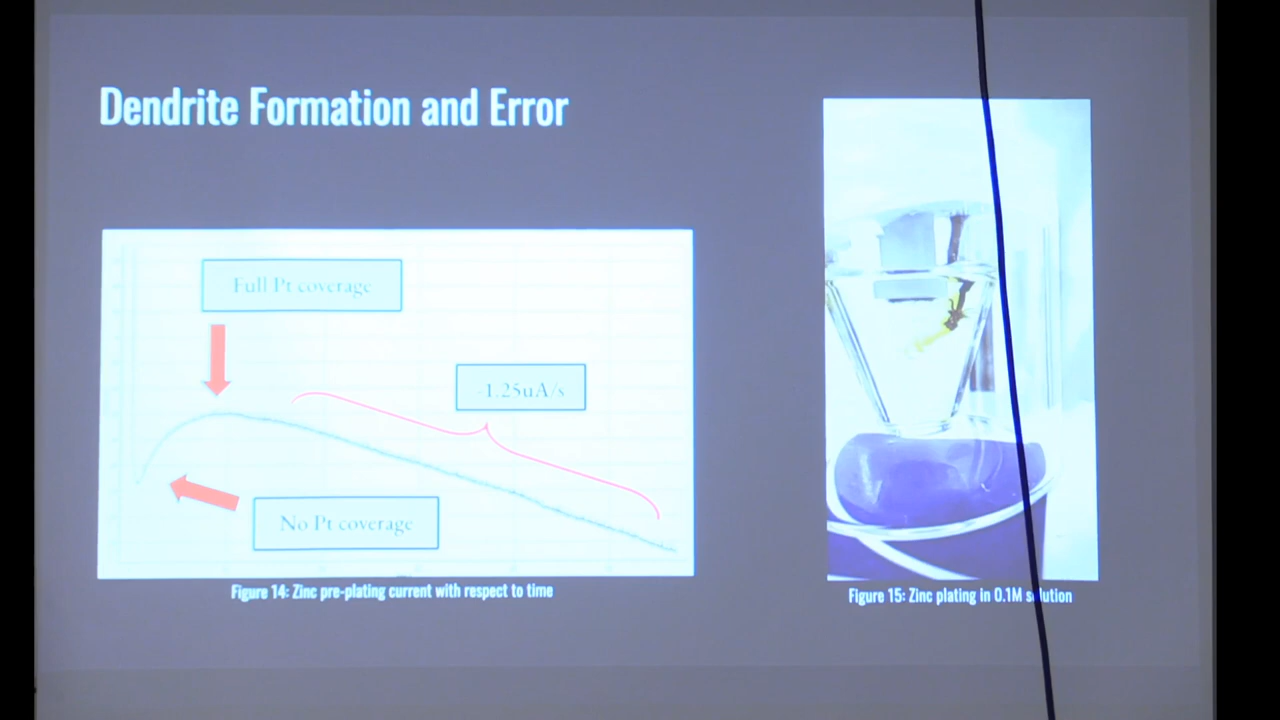 Dendrite Formation and Error
Full Pt coverage
-1.25uA/s
No Pt coverage
Figure 14: Zinc pre-plating current with respect to time
Figure 15: Zinc plating in 0.1M solution